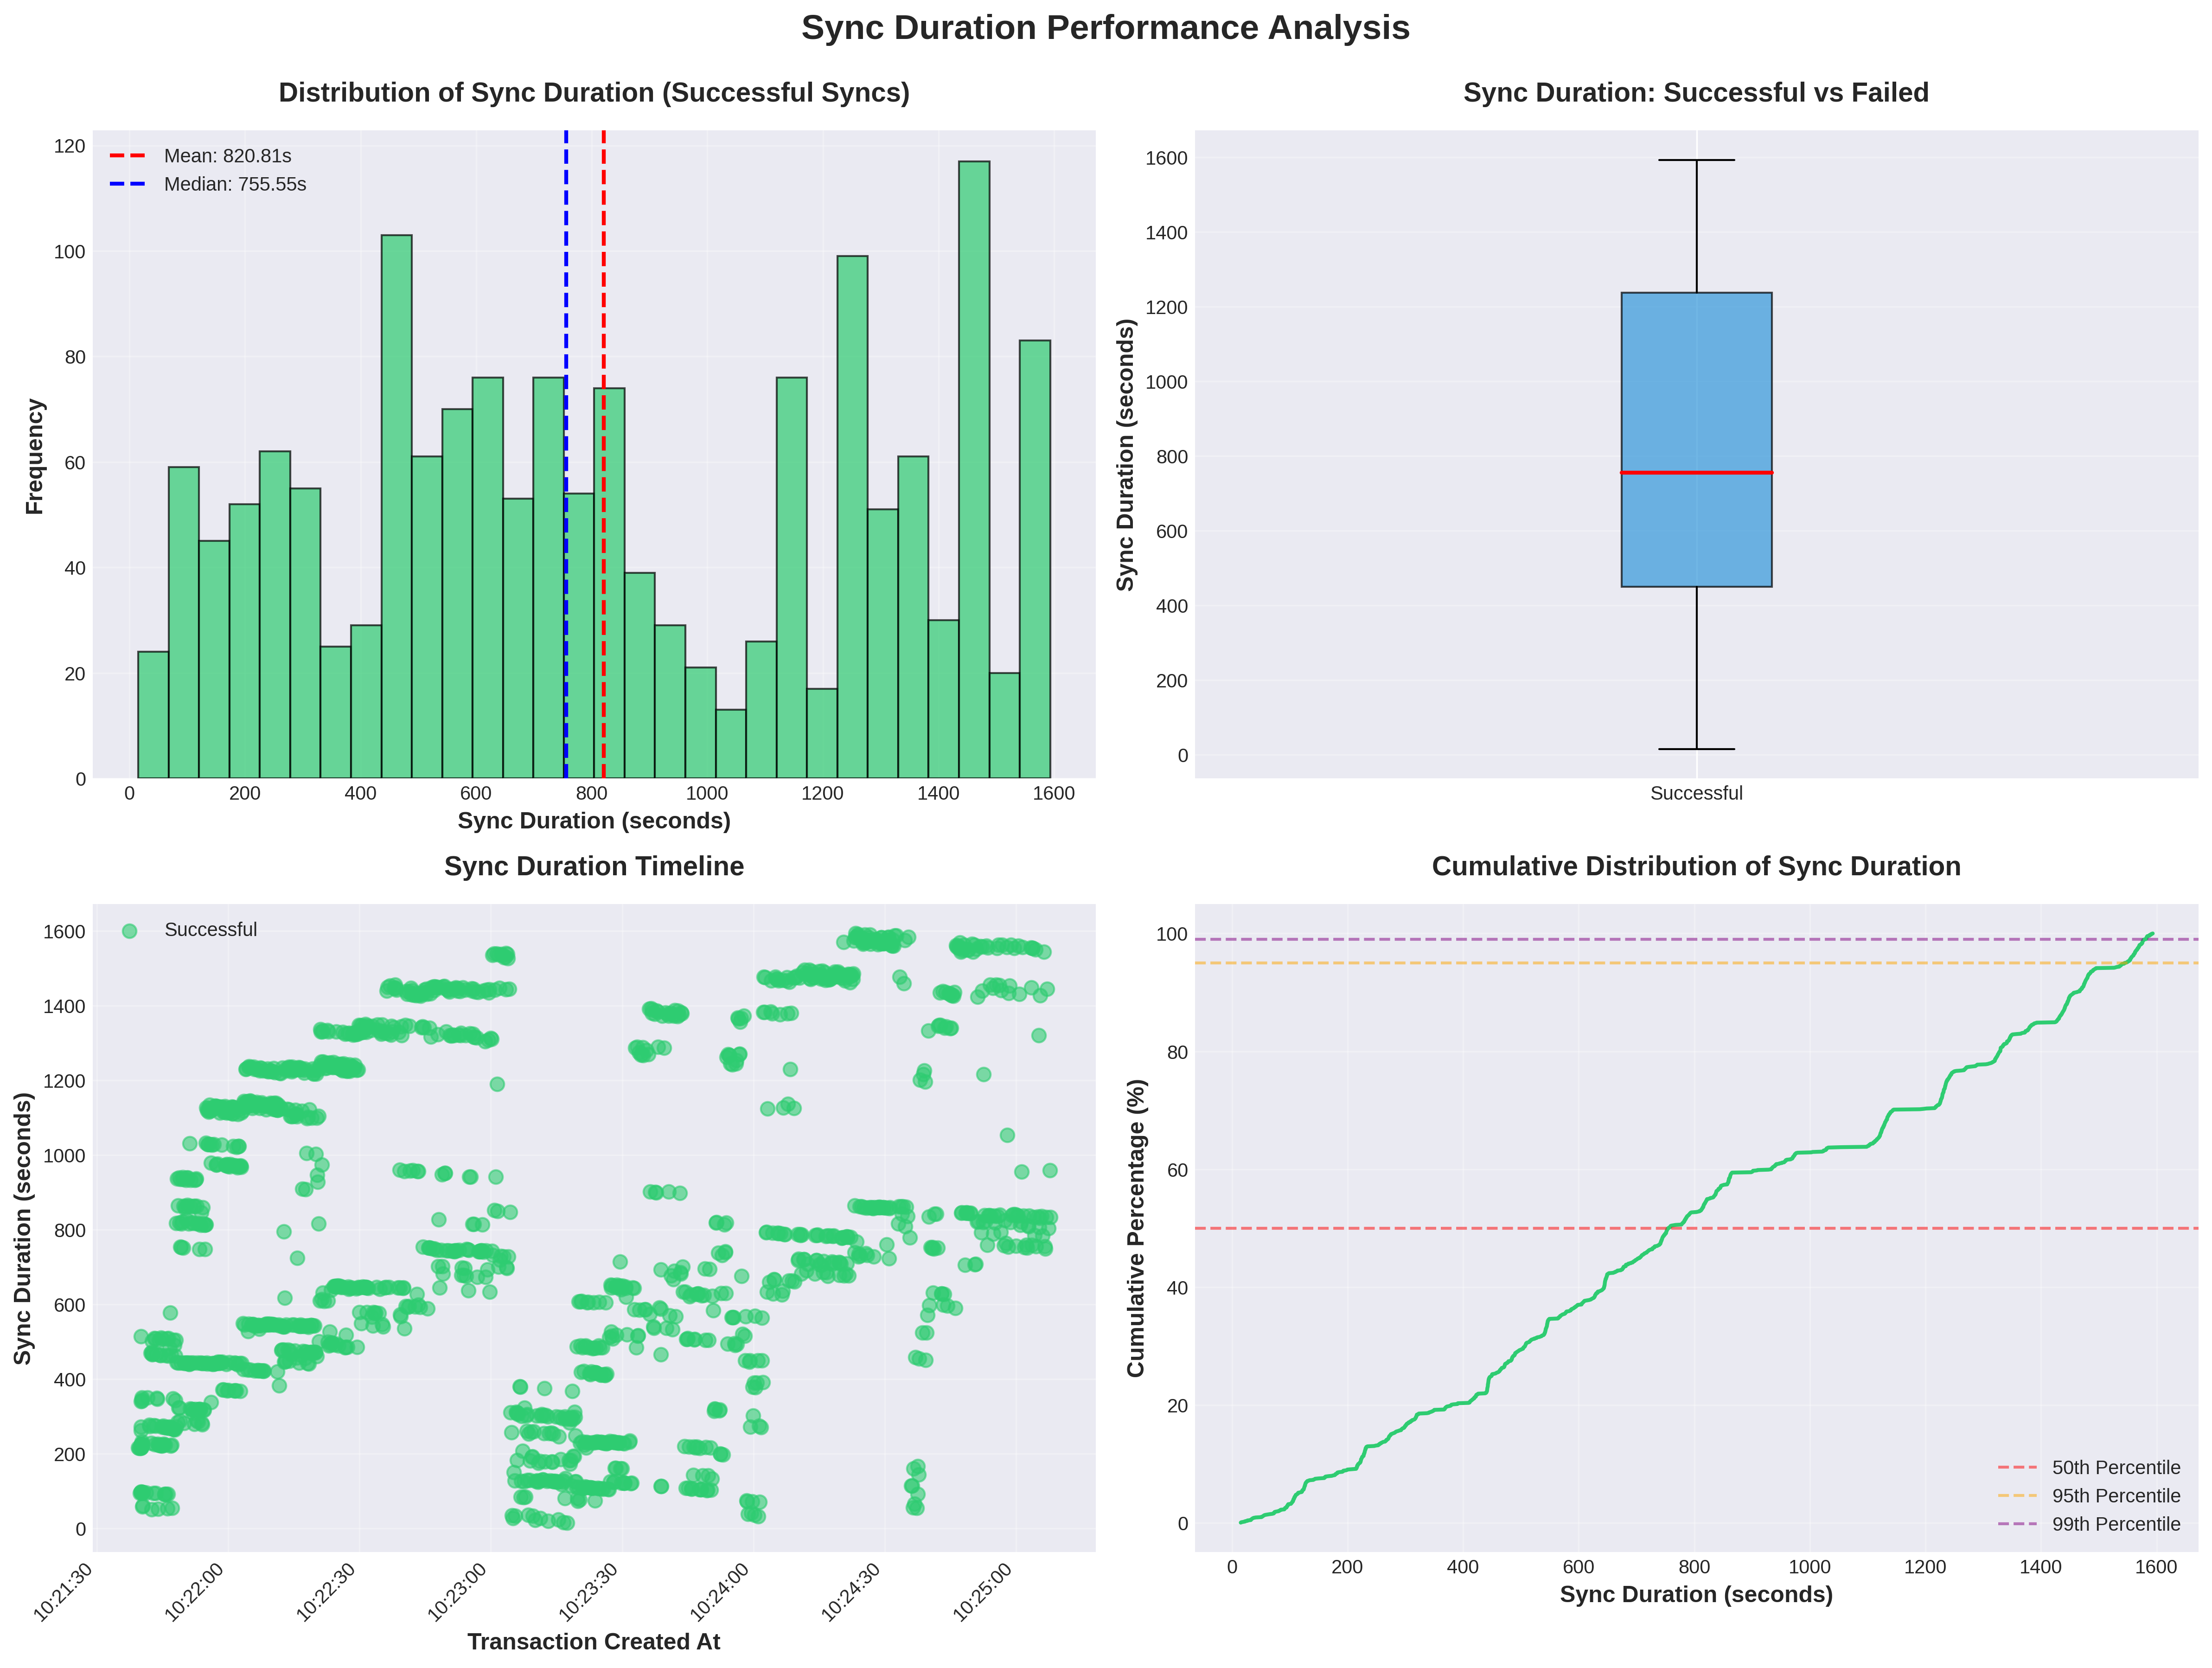 Sync Duration Performance Analysis
Distribution of Sync Duration (Successful Syncs)
Mean: 820.81s
Median: 755.55s
120
100
80
60
40
20
0
Frequency
0 200 400 600 800 1000 1200 1400 1600
Sync Duration (seconds)
Sync Duration: Successful vs Failed
1600
1400
1200
1000
800
600
400
200
0
Sync Duration (seconds)
Successful
Sync Duration Timeline
Successful
1600
1400
1200
1000
800
600
400
200
0
Sync Duration (seconds)
10:21:30 10:22:00 10:22:30 10:23:00 10:23:30 10:24:00 10:24:30 10:25:00
Transaction Created At
Cumulative Distribution of Sync Duration
100
80
60
40
20
0
Cumulative Percentage (%)
50th Percentile
95th Percentile
99th Percentile
0 200 400 600 800 1000 1200 1400 1600
Sync Duration (seconds)